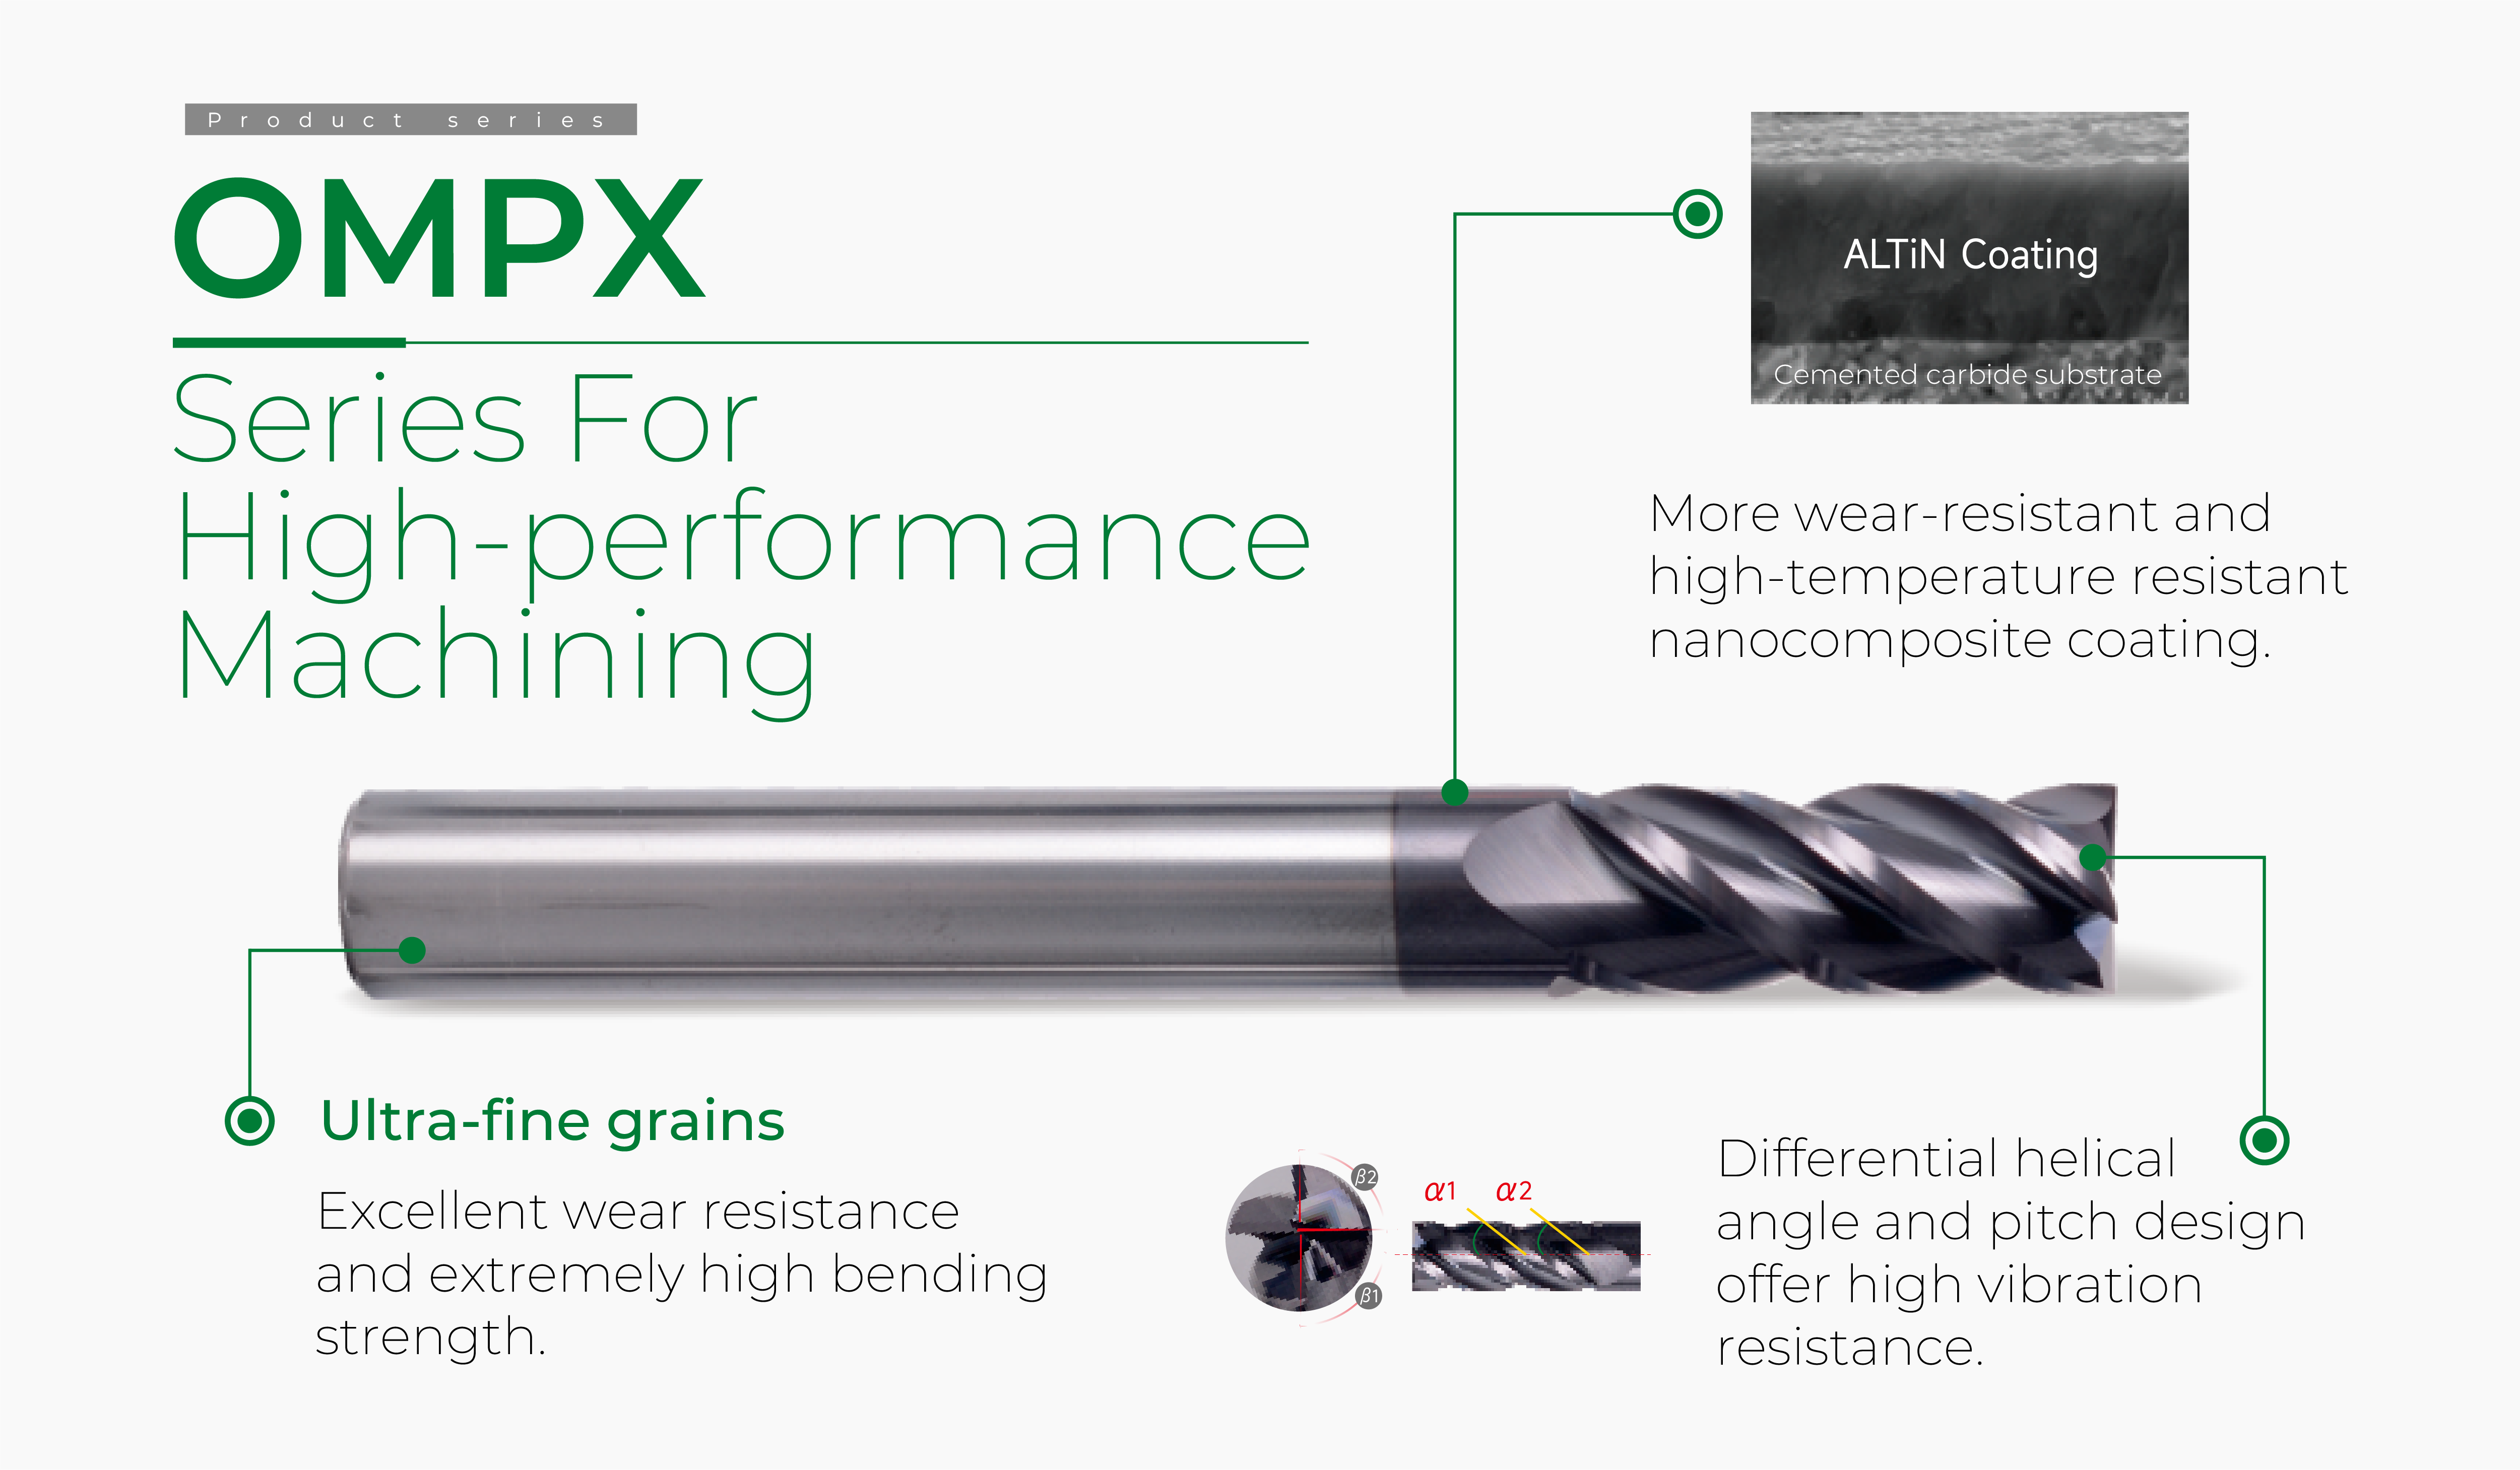 Product series
OMPX
Series For
High-performance
Machining
ALTiN Coating
Cemented carbide substrate
More wear-resistant and
high-temperature resistant
nanocomposite coating.
Ultra-fine grains
Excellent wear resistance
and extremely high bending
strength.
β2
β1
α1 α2
Differential helical
angle and pitch design
offer high vibration
resistance.